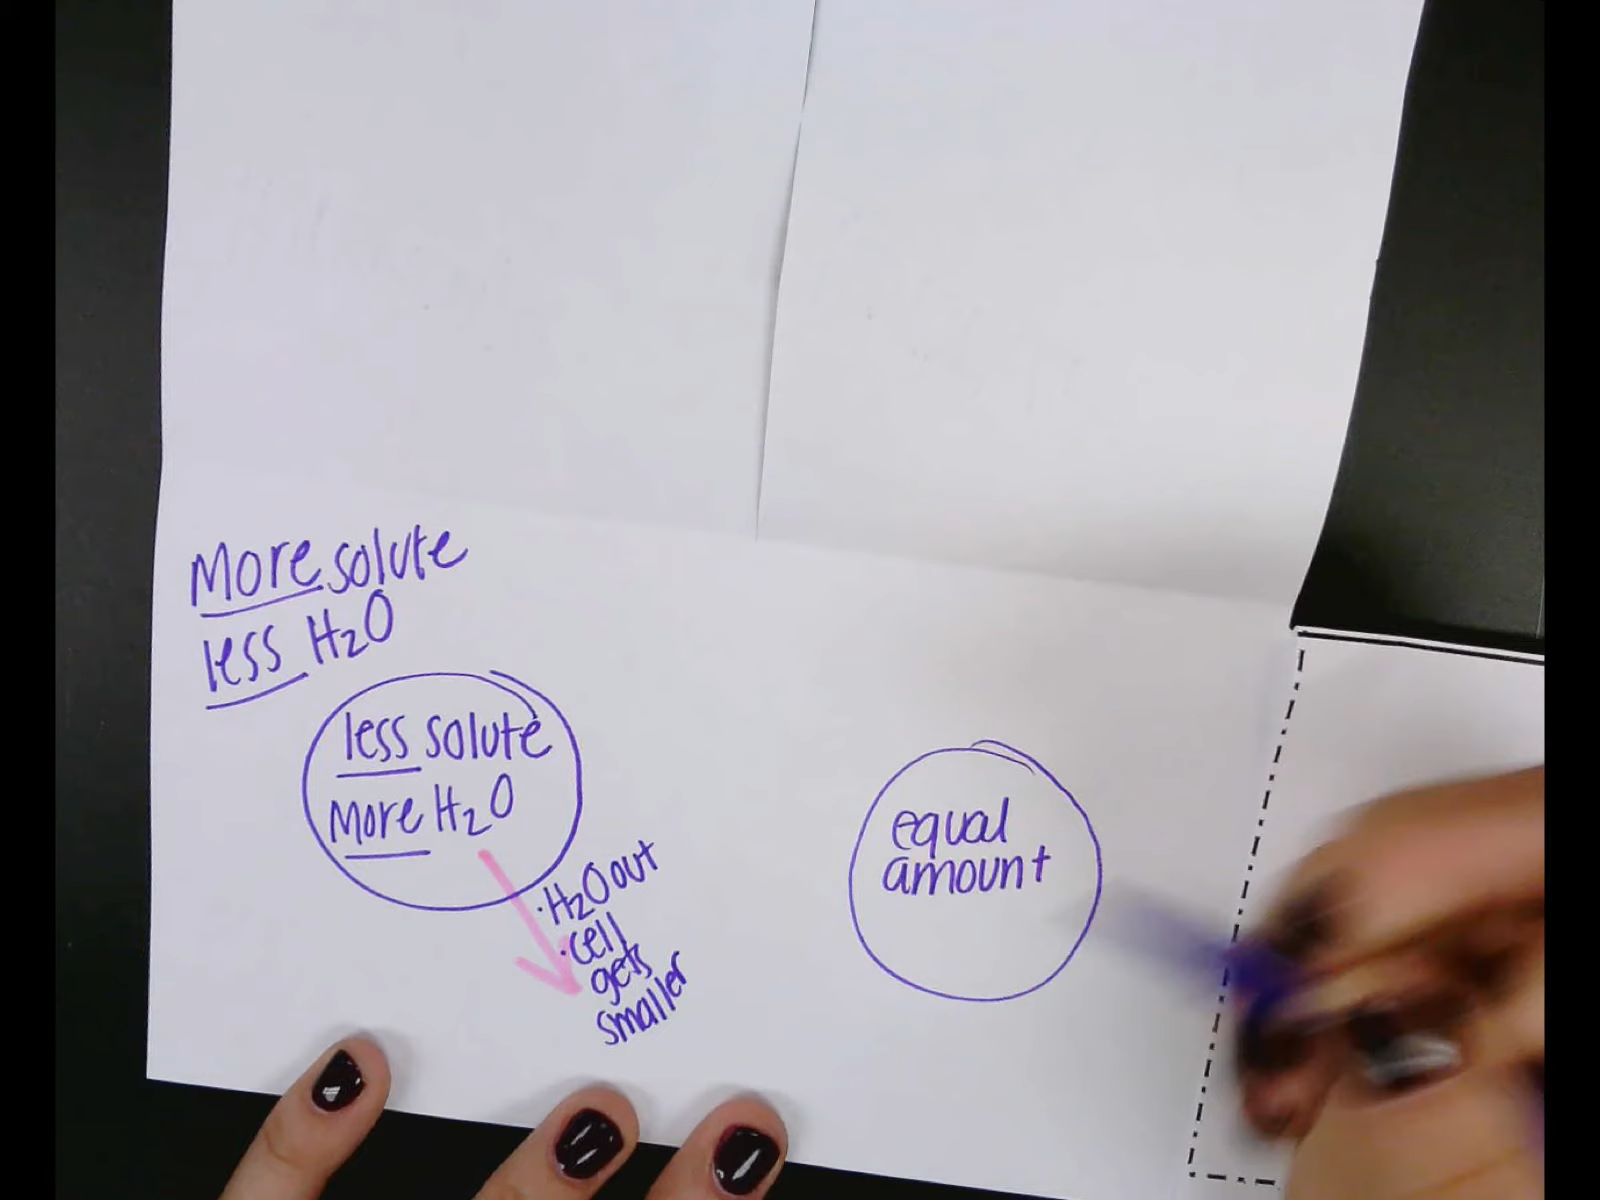 More solute
less H₂O
less solute
More H₂O
· H₂O out
· cell
gets
smaller
equal
amount